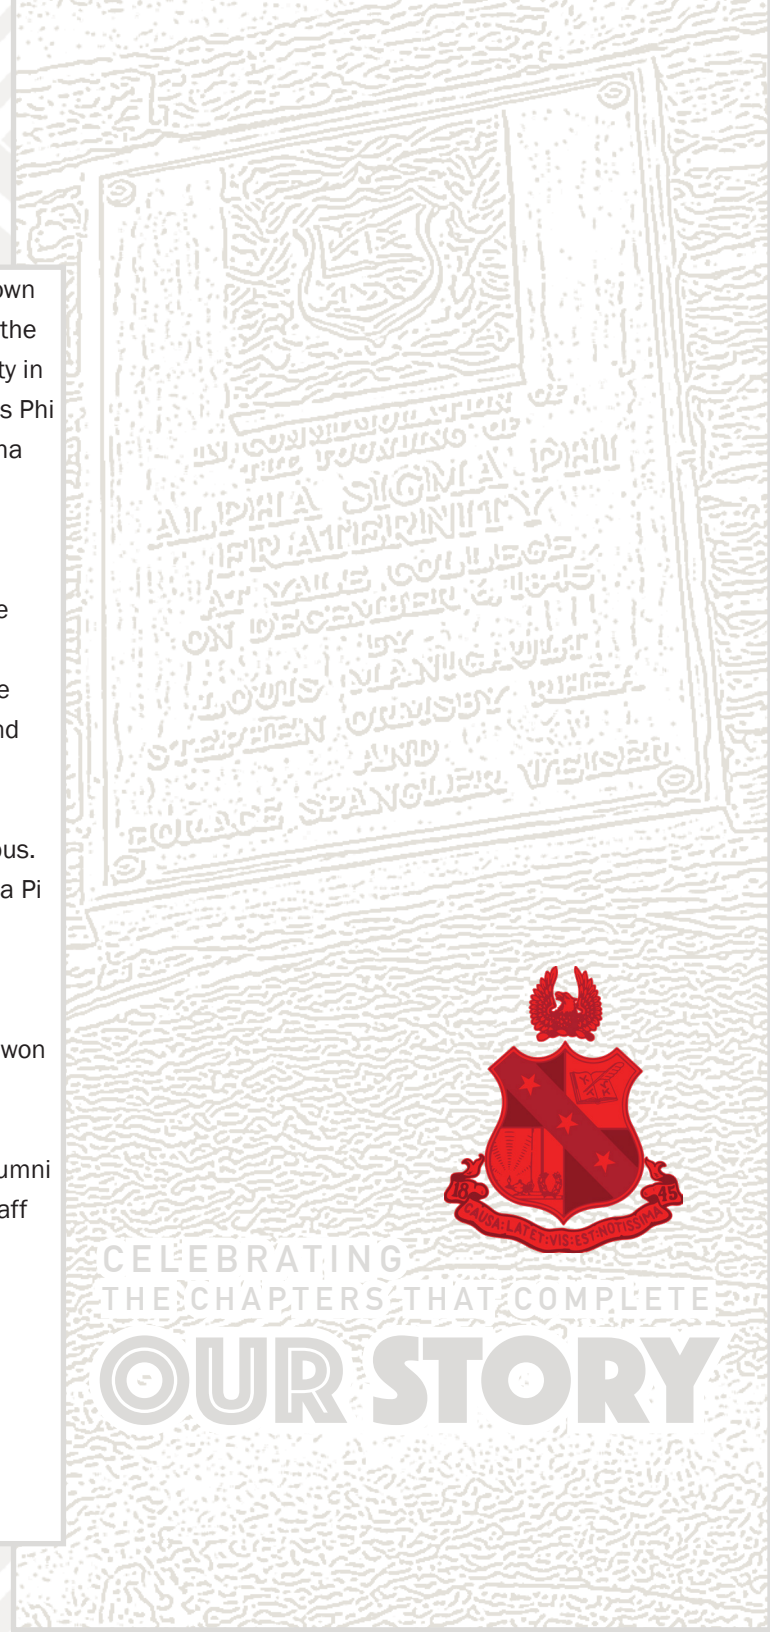 own
the
ty in
s Phi
ma
e
e
nd
ous.
a Pi
won
umni
aff
IN COMMEMORATION OF
THE FOUNDING OF
ALPHA SIGMA PHI
FRATERNITY
AT YALE COLLEGE
ON DECEMBER 6, 1845
BY
LOUIS MANIGAULT
STEPHEN ORMSBY RHEA
AND
HORACE SPANGLER WEISER
18 45
CAUSA:LATET:VIS:EST:NOTISSIMA
CELEBRATING
THE CHAPTERS THAT COMPLETE
OUR STORY